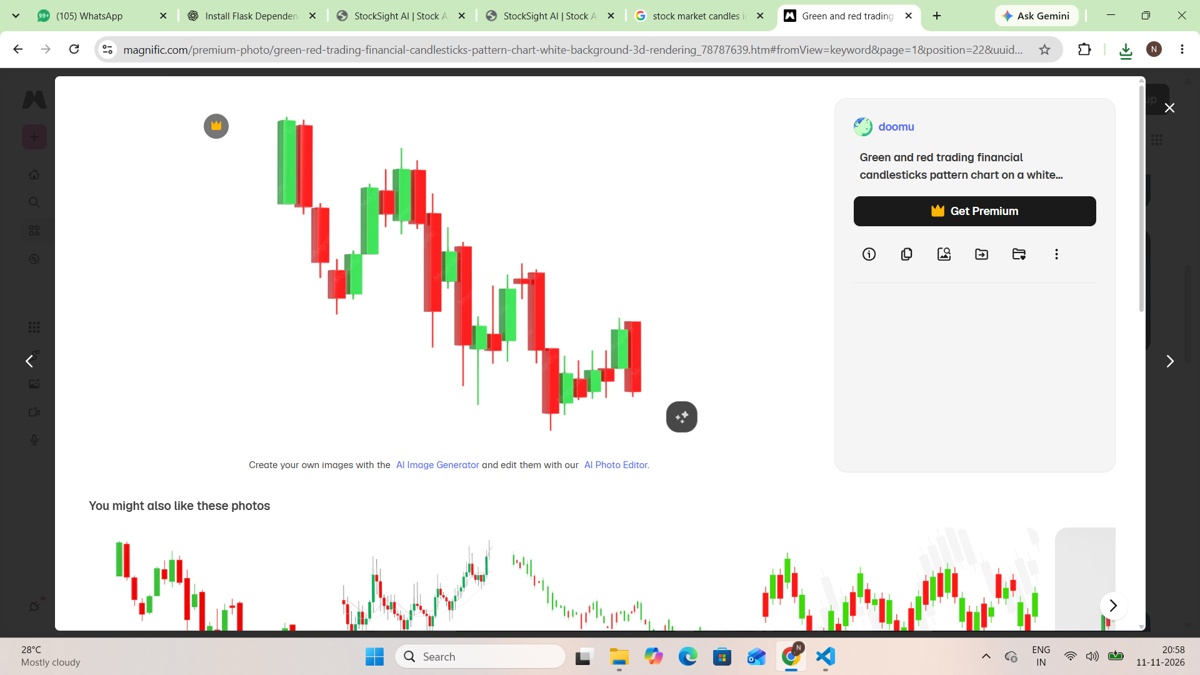 (105) WhatsApp
Install Flask Dependen
StockSight AI | Stock A
StockSight AI | Stock A
stock market candles i
Green and red trading
Ask Gemini
magnific.com/premium-photo/green-red-trading-financial-candlesticks-pattern-chart-white-background-3d-rendering_78787639.htm#fromView=keyword&page=1&position=22&uuid...
N
doomu
Green and red trading financial
candlesticks pattern chart on a white...
Get Premium
Create your own images with the AI Image Generator and edit them with our AI Photo Editor.
You might also like these photos
28°C
Mostly cloudy
Search
N
ENG
IN
20:58
11-11-2026